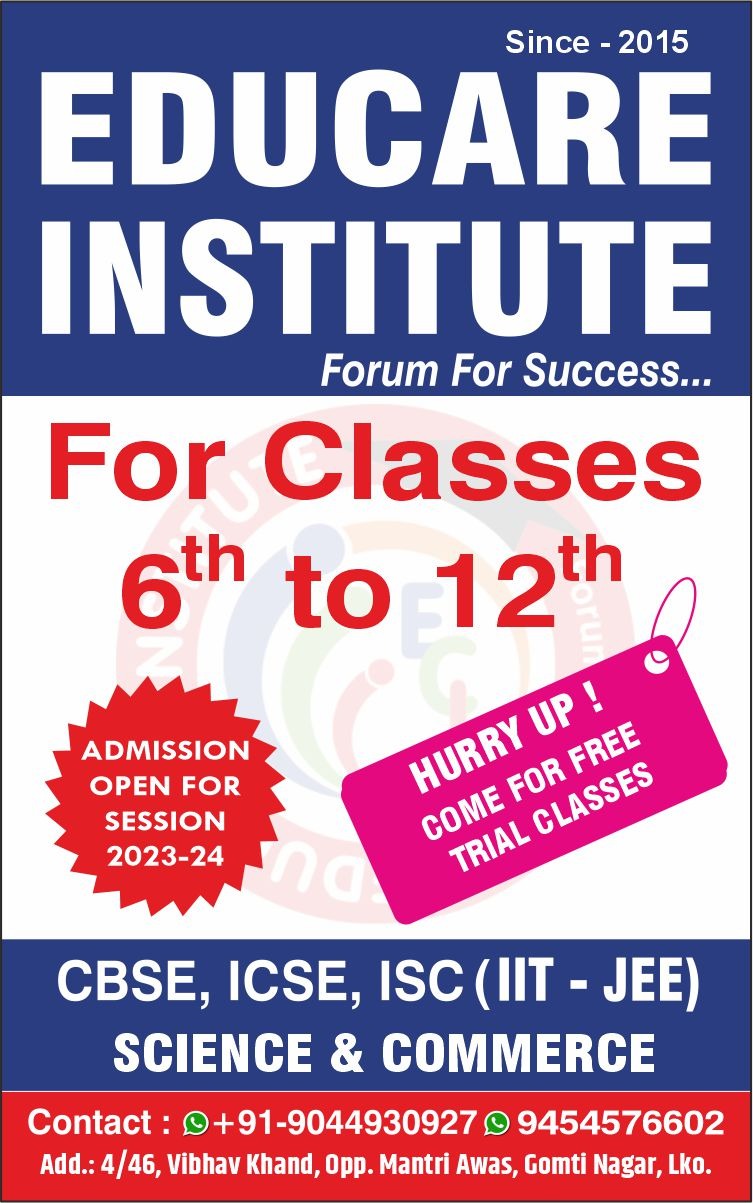 Since - 2015
EDUCARE
INSTITUTE
Forum For Success...
For Classes
6th to 12th
ADMISSION
OPEN FOR
SESSION
2023-24
HURRY UP !
COME FOR FREE
TRIAL CLASSES
CBSE, ICSE, ISC (IIT - JEE)
SCIENCE & COMMERCE
Contact : +91-9044930927 9454576602
Add.: 4/46, Vibhav Khand, Opp. Mantri Awas, Gomti Nagar, Lko.